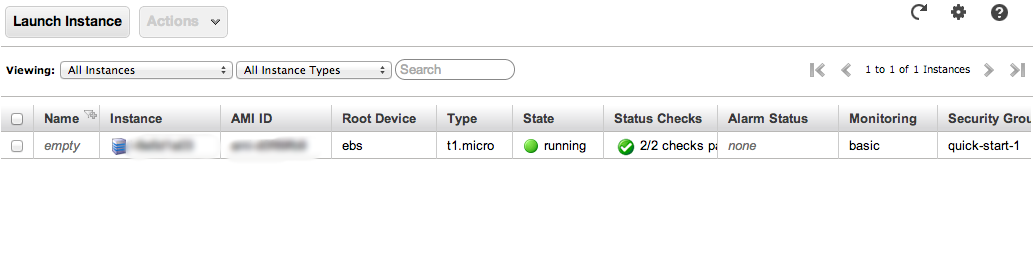 Launch Instance Actions
Viewing: All Instances All Instance Types Search 1 to 1 of 1 Instances
Name Instance AMI ID Root Device Type State Status Checks Alarm Status Monitoring Security Grou
empty ebs t1.micro running 2/2 checks pa none basic quick-start-1